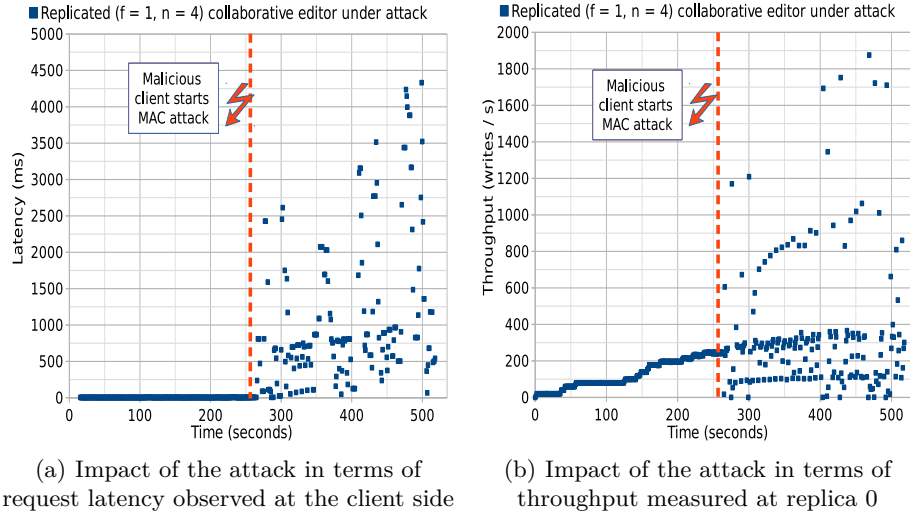 Replicated (f = 1, n = 4) collaborative editor under attack
5000
4500
4000
3500
3000
2500
2000
1500
1000
500
0
Latency (ms)
Malicious
client starts
MAC attack
0 100 200 300 400 500
Time (seconds)
(a) Impact of the attack in terms of
request latency observed at the client side
Replicated (f = 1, n = 4) collaborative editor under attack
2000
1800
1600
1400
1200
1000
800
600
400
200
0
Throughput (writes / s)
Malicious
client starts
MAC attack
0 100 200 300 400 500
Time (seconds)
(b) Impact of the attack in terms of
throughput measured at replica 0